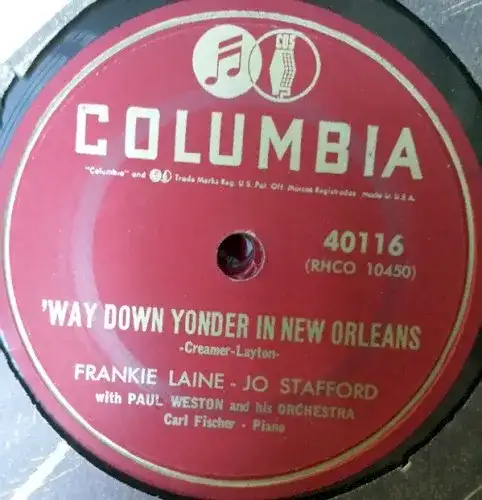 CBS
COLUMBIA
"Columbia" and Trade Marks Reg. U.S. Pat. Off. Marcas Registradas made in U.S.A.
40116
(RHCO 10450)
'WAY DOWN YONDER IN NEW ORLEANS
-Creamer-Layton-
FRANKIE LAINE - JO STAFFORD
with PAUL WESTON and his ORCHESTRA
Carl Fischer - Piano